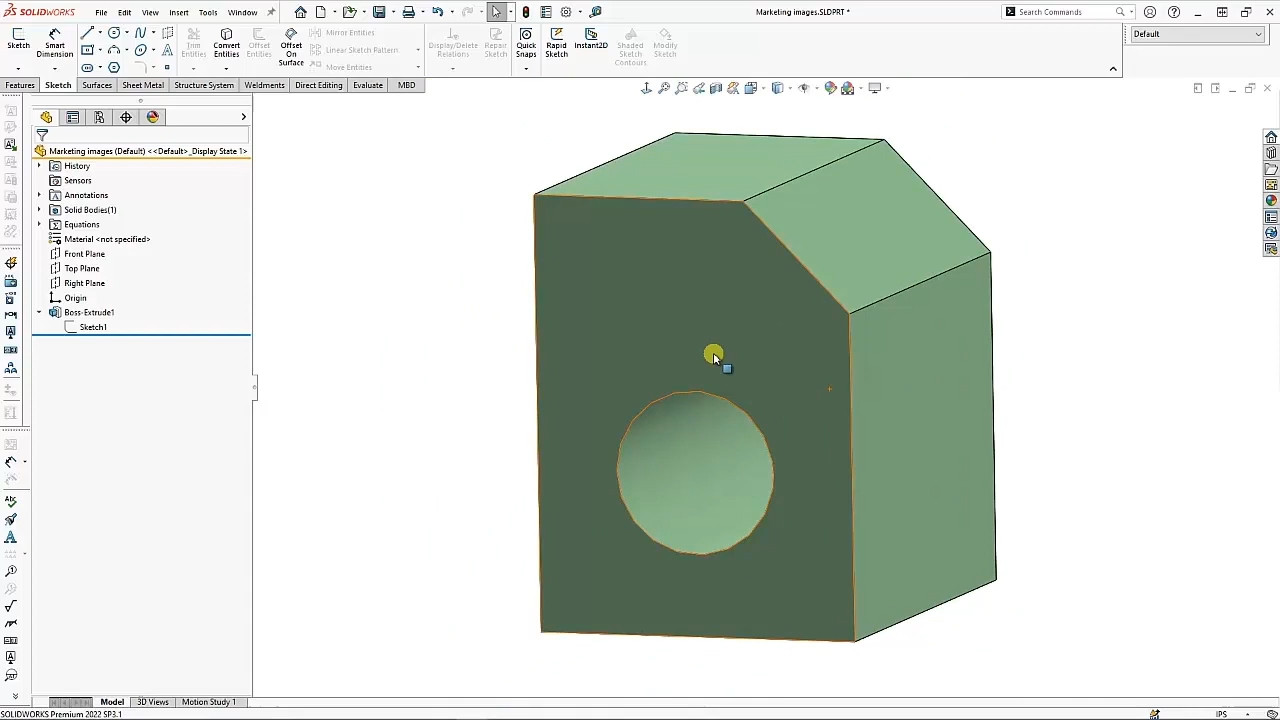 SOLIDWORKS File Edit View Insert Tools Window Marketing images.SLDPRT * Search Commands
Sketch Smart Dimension Trim Entities Convert Entities Offset Entities Offset On Surface Mirror Entities Linear Sketch Pattern Move Entities Display/Delete Relations Repair Sketch Quick Snaps Rapid Sketch Instant2D Shaded Sketch Contours Modify Sketch Default
Features Sketch Surfaces Sheet Metal Structure System Weldments Direct Editing Evaluate MBD
Marketing images (Default) <<Default>_Display State 1>
History
Sensors
Annotations
Solid Bodies(1)
Equations
Material <not specified>
Front Plane
Top Plane
Right Plane
Origin
Boss-Extrude1
Sketch1
Model 3D Views Motion Study 1
SOLIDWORKS Premium 2022 SP3.1 IPS